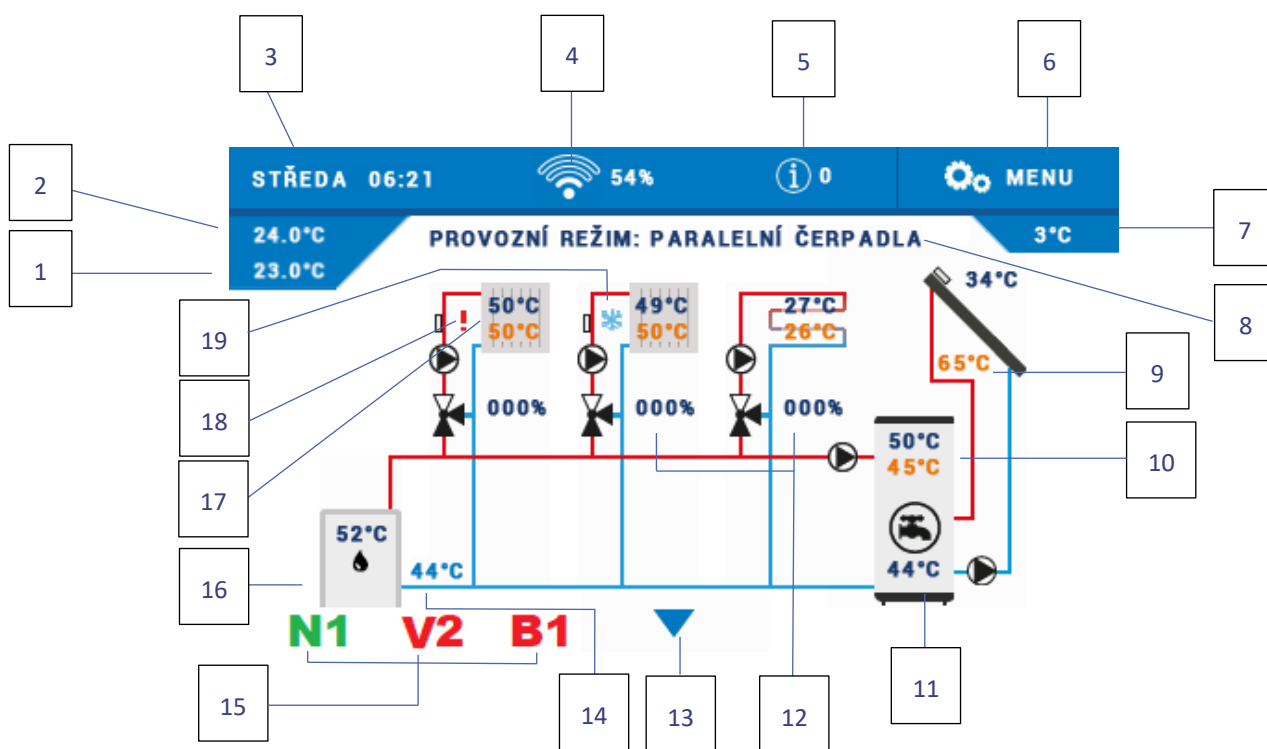 3
4
5
6
STŘEDA 06:21
54%
0
MENU
2
24.0°C
PROVOZNÍ REŽIM: PARALELNÍ ČERPADLA
3°C
7
1
23.0°C
34°C
19
50°C
50°C
49°C
50°C
27°C
26°C
8
65°C
9
18
000%
000%
000%
50°C
45°C
10
17
52°C
16
44°C
44°C
N1
V2
B1
15
14
13
12
11